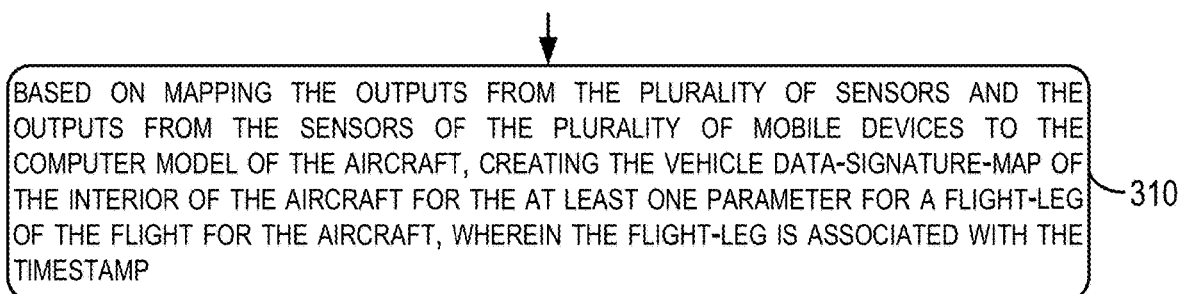 BASED ON MAPPING THE OUTPUTS FROM THE PLURALITY OF SENSORS AND THE
OUTPUTS FROM THE SENSORS OF THE PLURALITY OF MOBILE DEVICES TO THE
COMPUTER MODEL OF THE AIRCRAFT, CREATING THE VEHICLE DATA-SIGNATURE-MAP OF
THE INTERIOR OF THE AIRCRAFT FOR THE AT LEAST ONE PARAMETER FOR A FLIGHT-LEG
OF THE FLIGHT FOR THE AIRCRAFT, WHEREIN THE FLIGHT-LEG IS ASSOCIATED WITH THE
TIMESTAMP
310